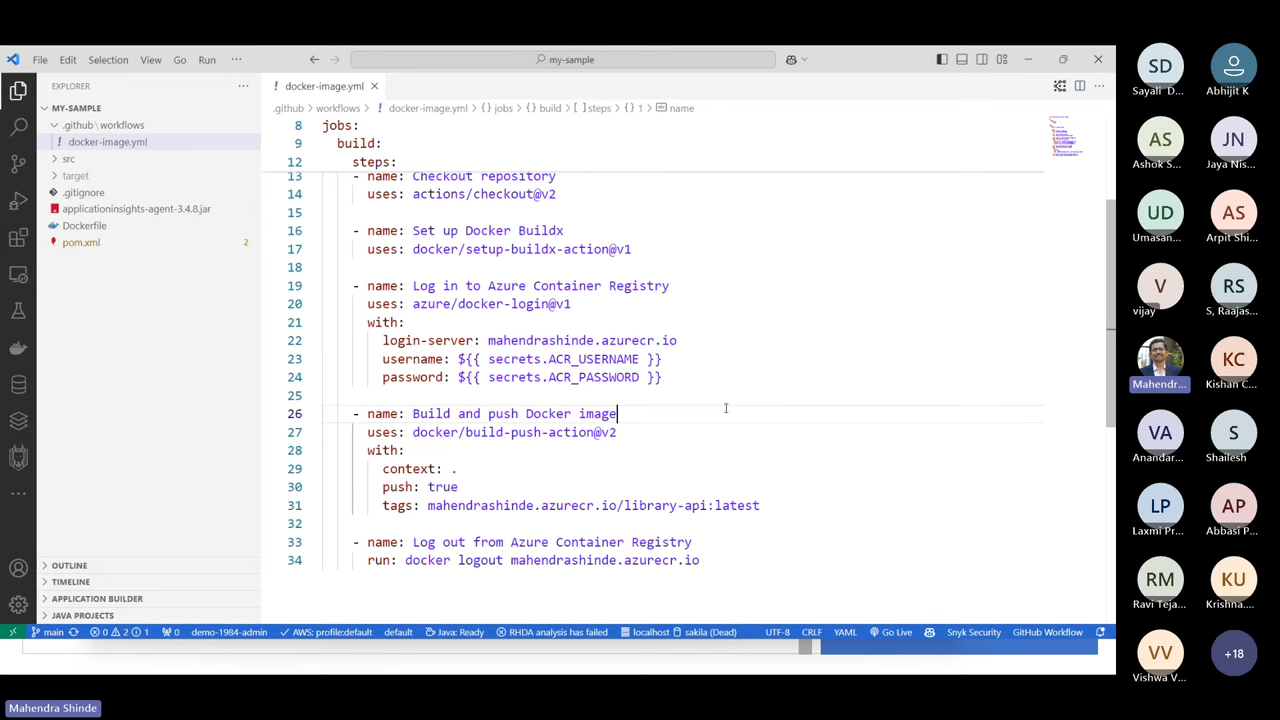 File Edit Selection View Go Run ···
my-sample
EXPLORER
MY-SAMPLE
.github\workflows
docker-image.yml
src
target
.gitignore
applicationinsights-agent-3.4.8.jar
Dockerfile
pom.xml 2
OUTLINE
TIMELINE
APPLICATION BUILDER
JAVA PROJECTS
docker-image.yml
.github > workflows > docker-image.yml > {} jobs > {} build > [ ] steps > {} 1 > abc name
8 jobs:
9 build:
12 steps:
13 - name: Checkout repository
14 uses: actions/checkout@v2
15
16 - name: Set up Docker Buildx
17 uses: docker/setup-buildx-action@v1
18
19 - name: Log in to Azure Container Registry
20 uses: azure/docker-login@v1
21 with:
22 login-server: mahendrashinde.azurecr.io
23 username: ${{ secrets.ACR_USERNAME }}
24 password: ${{ secrets.ACR_PASSWORD }}
25
26 - name: Build and push Docker image
27 uses: docker/build-push-action@v2
28 with:
29 context: .
30 push: true
31 tags: mahendrashinde.azurecr.io/library-api:latest
32
33 - name: Log out from Azure Container Registry
34 run: docker logout mahendrashinde.azurecr.io
main 0 2 1 0 demo-1984-admin AWS: profile:default default Java: Ready RHDA analysis has failed localhost sakila (Dead) UTF-8 CRLF YAML Go Live Snyk Security GitHub Workflow
SD
Sayali D...
Abhijit K
AS
Ashok S...
JN
Jaya Nis...
UD
Umasan...
AS
Arpit Shi...
V
vijay
RS
S, Raajas...
Mahendr...
KC
Kishan C...
VA
Anandar...
S
Shailesh
LP
Laxmi Pr...
AP
Abbasi P...
RM
Ravi Teja...
KU
Krishna...
VV
Vishwa V...
+18
Mahendra Shinde